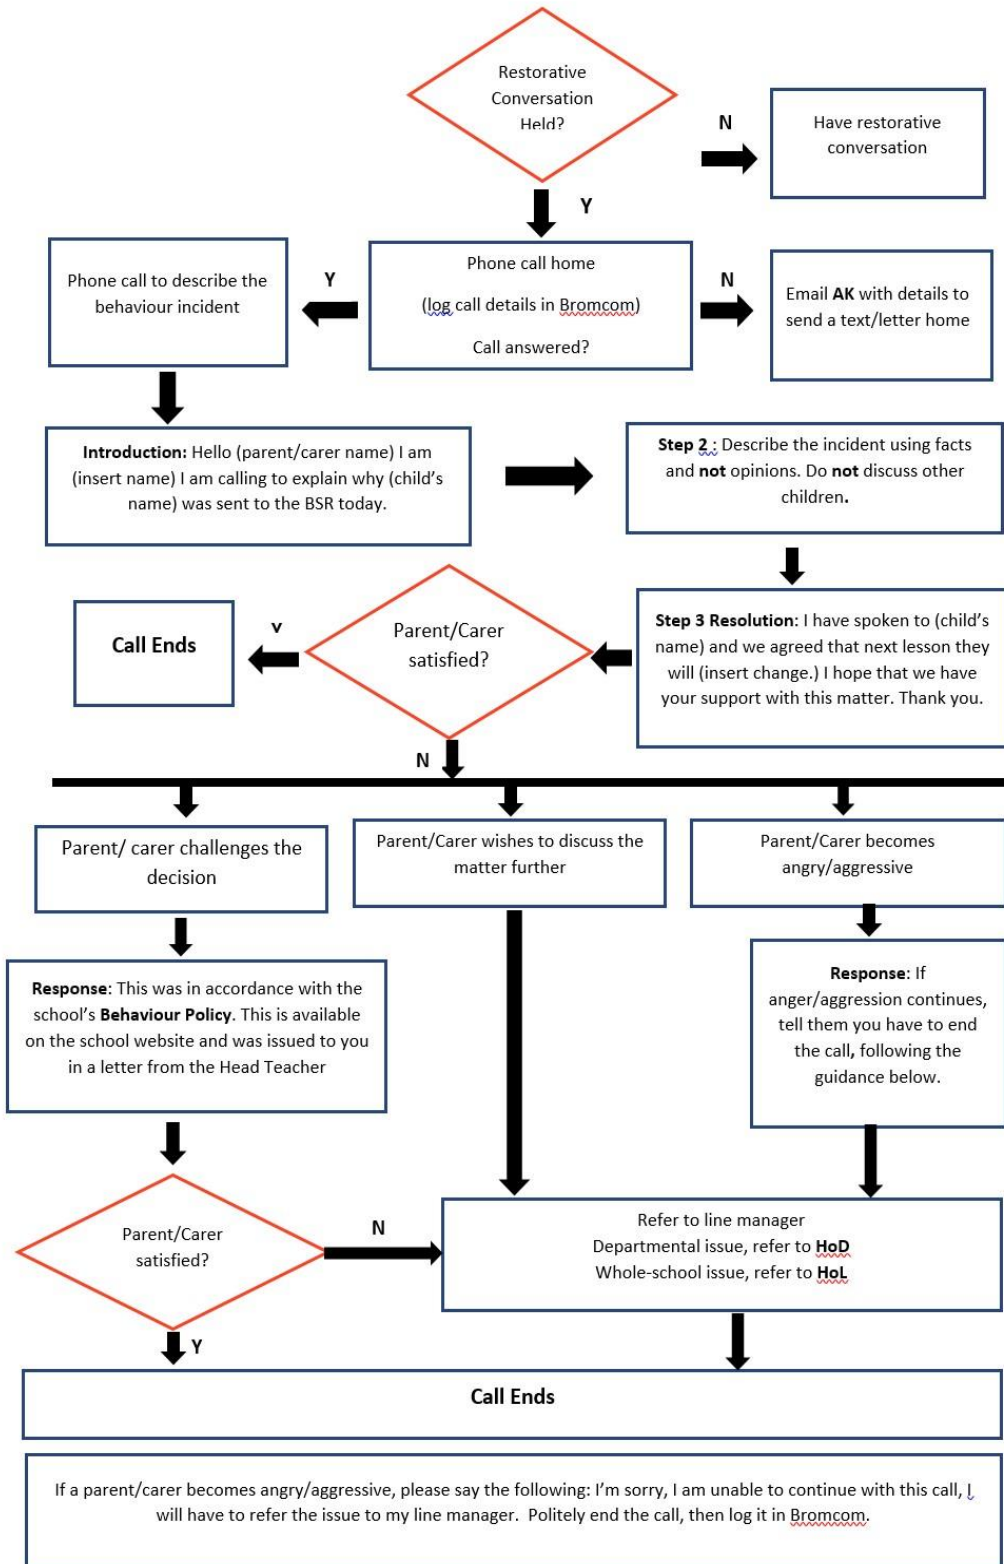 Restorative
Conversation
Held?
N
Have restorative
conversation
Y
Phone call to describe the
behaviour incident
Y
Phone call home
(log call details in Bromcom)
Call answered?
N
Email AK with details to
send a text/letter home
Introduction: Hello (parent/carer name) I am
(insert name) I am calling to explain why (child's
name) was sent to the BSR today.
Step 2 : Describe the incident using facts
and not opinions. Do not discuss other
children.
Call Ends
Y
Parent/Carer
satisfied?
Step 3 Resolution: I have spoken to (child's
name) and we agreed that next lesson they
will (insert change.) I hope that we have
your support with this matter. Thank you.
N
Parent/ carer challenges the
decision
Parent/Carer wishes to discuss the
matter further
Parent/Carer becomes
angry/aggressive
Response: This was in accordance with the
school's Behaviour Policy. This is available
on the school website and was issued to you
in a letter from the Head Teacher
Response: If
anger/aggression continues,
tell them you have to end
the call, following the
guidance below.
Parent/Carer
satisfied?
N
Refer to line manager
Departmental issue, refer to HoD
Whole-school issue, refer to HoL
Y
Call Ends
If a parent/carer becomes angry/aggressive, please say the following: I'm sorry, I am unable to continue with this call, I
will have to refer the issue to my line manager.  Politely end the call, then log it in Bromcom.